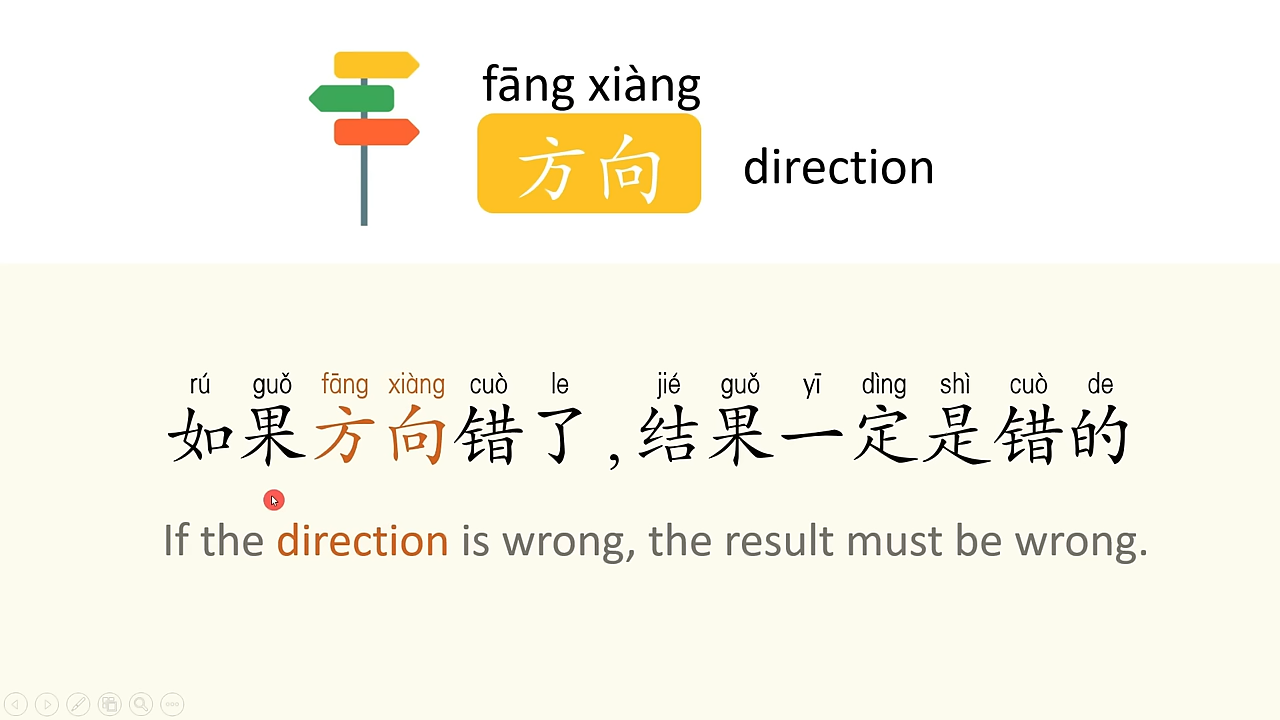 fāng xiàng
方向
direction
rú guǒ fāng xiàng cuò le jié guǒ yī dìng shì cuò de
如果方向错了,结果一定是错的
If the direction is wrong, the result must be wrong.